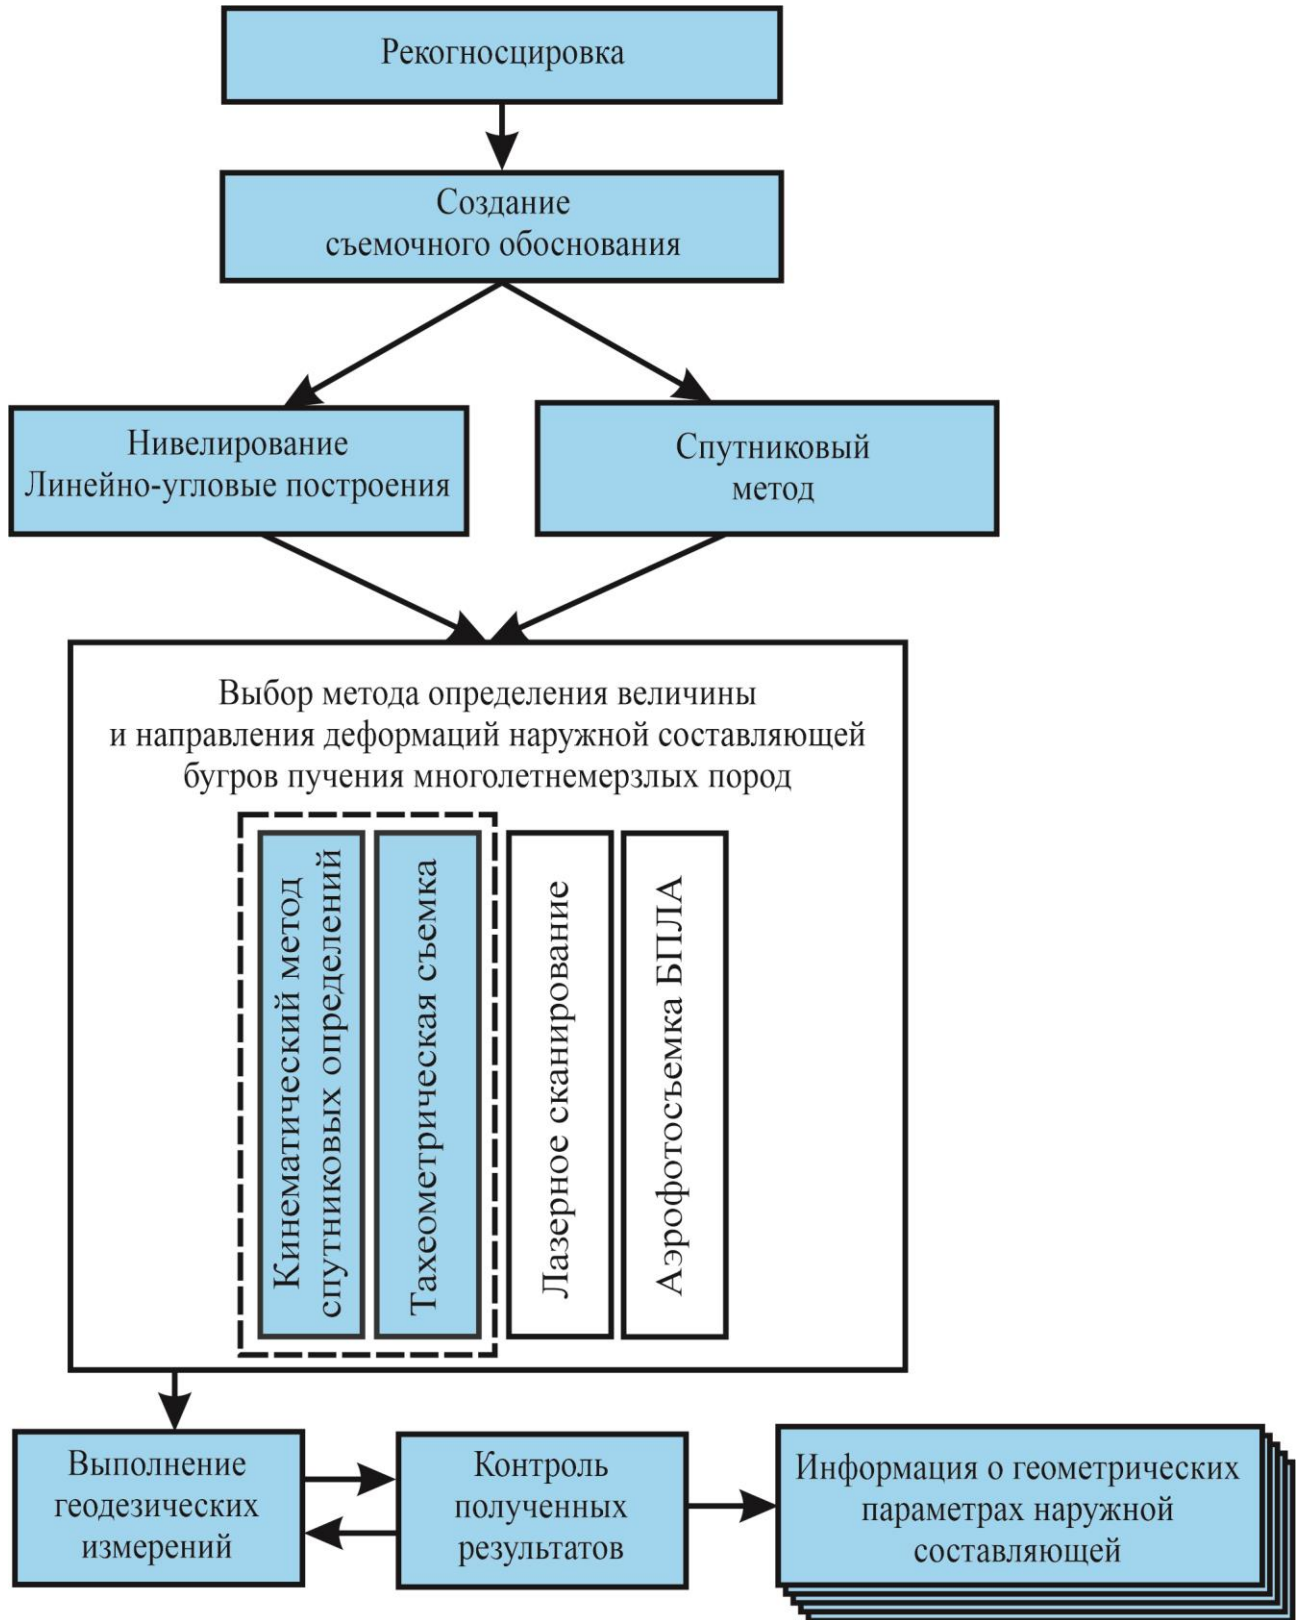 Рекогносцировка
Создание
съемочного обоснования
Нивелирование
Линейно-угловые построения
Спутниковый
метод
Выбор метода определения величины
и направления деформаций наружной составляющей
бугров пучения многолетнемерзлых пород
Кинематический метод
спутниковых определений
Тахеометрическая съемка
Лазерное сканирование
Аэрофотосъемка БПЛА
Выполнение
геодезических
измерений
Контроль
полученных
результатов
Информация о геометрических
параметрах наружной
составляющей